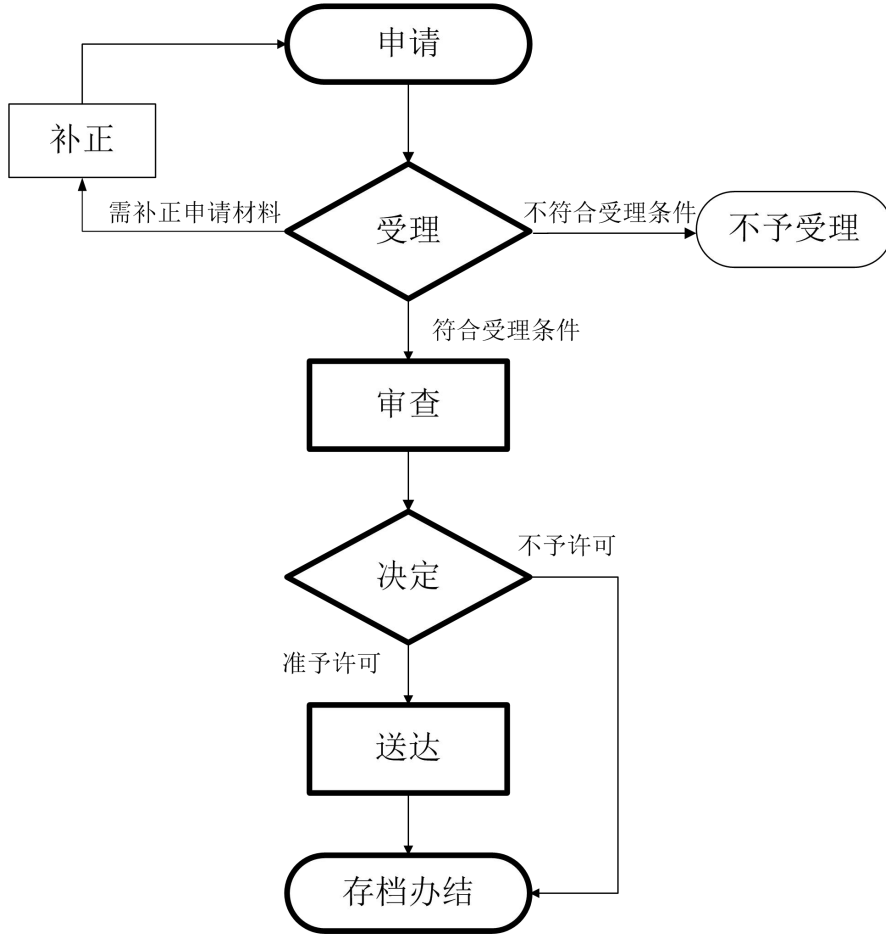 申请
补正
需补正申请材料
受理
不符合受理条件
不予受理
符合受理条件
审查
决定
不予许可
准予许可
送达
存档办结